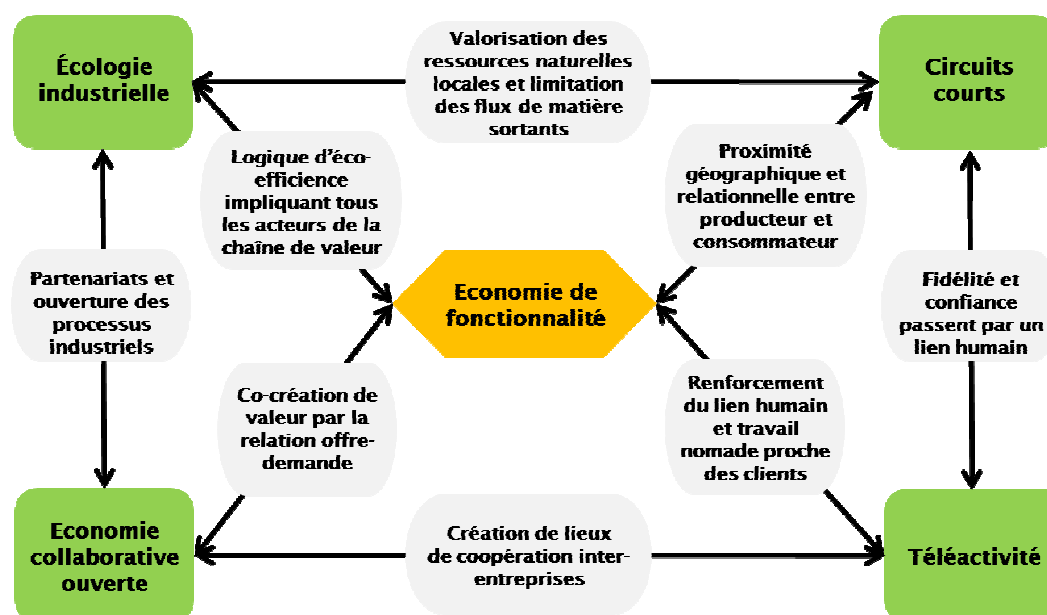 Écologie
industrielle
Valorisation des
ressources naturelles
locales et limitation
des flux de matière
sortants
Circuits
courts
Logique d'éco-
efficience
impliquant tous
les acteurs de la
chaîne de valeur
Proximité
géographique et
relationnelle entre
producteur et
consommateur
Partenariats et
ouverture des
processus
industriels
Economie de
fonctionnalité
Fidélité et
confiance
passent par un
lien humain
Co-création de
valeur par la
relation offre-
demande
Renforcement
du lien humain
et travail
nomade proche
des clients
Economie
collaborative
ouverte
Création de lieux
de coopération inter-
entreprises
Téléactivité